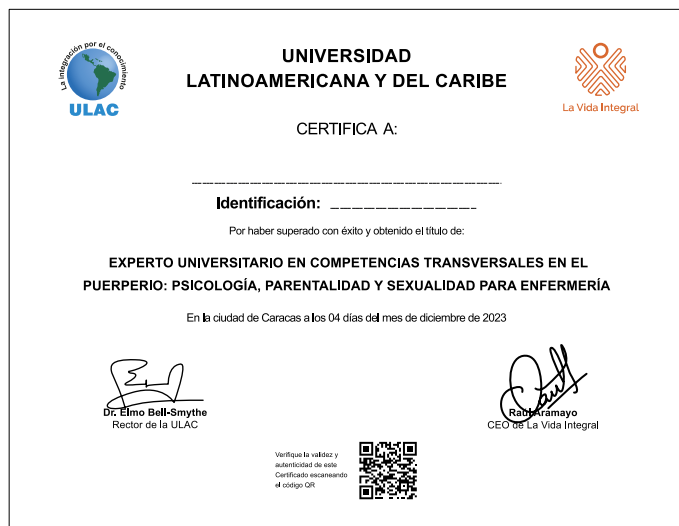 La integración por el conocimiento
ULAC
UNIVERSIDAD
LATINOAMERICANA Y DEL CARIBE
La Vida Integral
CERTIFICA A:
Identificación:
Por haber superado con éxito y obtenido el título de:
EXPERTO UNIVERSITARIO EN COMPETENCIAS TRANSVERSALES EN EL
PUERPERIO: PSICOLOGÍA, PARENTALIDAD Y SEXUALIDAD PARA ENFERMERÍA
En la ciudad de Caracas a los 04 días del mes de diciembre de 2023
Dr. Elmo Bell-Smythe
Rector de la ULAC
Raul Aramayo
CEO de La Vida Integral
Verifique la validez y
autenticidad de este
Certificado escaneando
el código QR